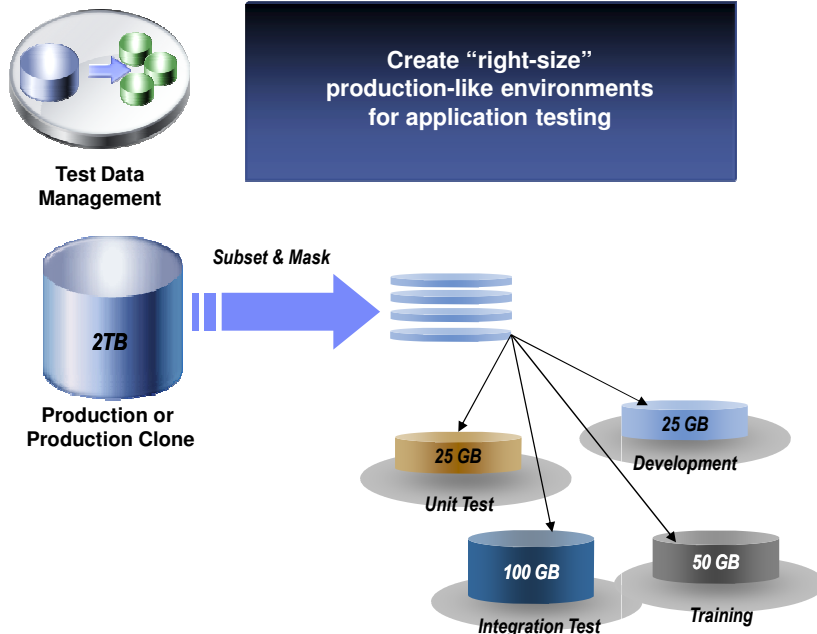 Create “right-size”
production-like environments
for application testing
Test Data
Management
Subset & Mask
2TB
Production or
Production Clone
25 GB
Development
25 GB
Unit Test
100 GB
Integration Test
50 GB
Training